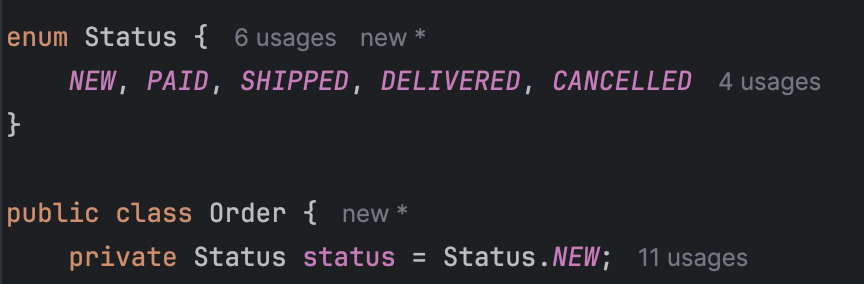 enum Status { 6 usages new *
NEW, PAID, SHIPPED, DELIVERED, CANCELLED 4 usages
}
public class Order { new *
private Status status = Status.NEW; 11 usages